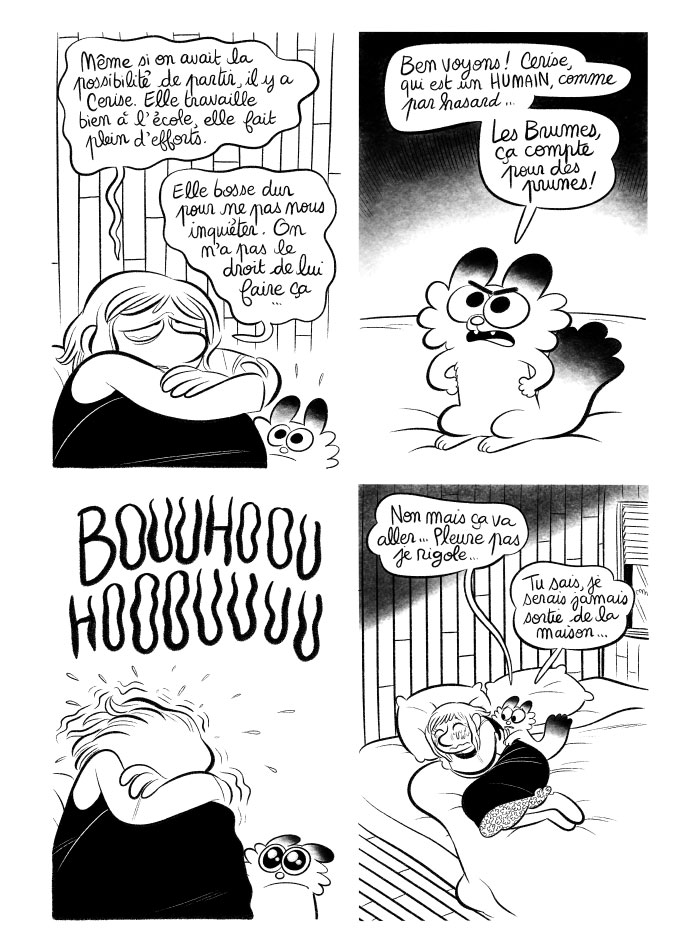 Même si on avait la
possibilité de partir, il y a
Cerise. Elle travaille
bien à l'école, elle fait
plein d'efforts.
Elle bosse dur
pour ne pas nous
inquiéter. On
n'a pas le
droit de lui
faire ça
...
Ben voyons! Cerise,
qui est un HUMAIN, comme
par hasard...
Les Brumes,
ça compte
pour des
prunes!
BOUUHOOU
HOOOUUUUU
Non mais ça va
aller... Pleure pas
je rigole...
Tu sais, je
serais jamais
sortie de la
maison...